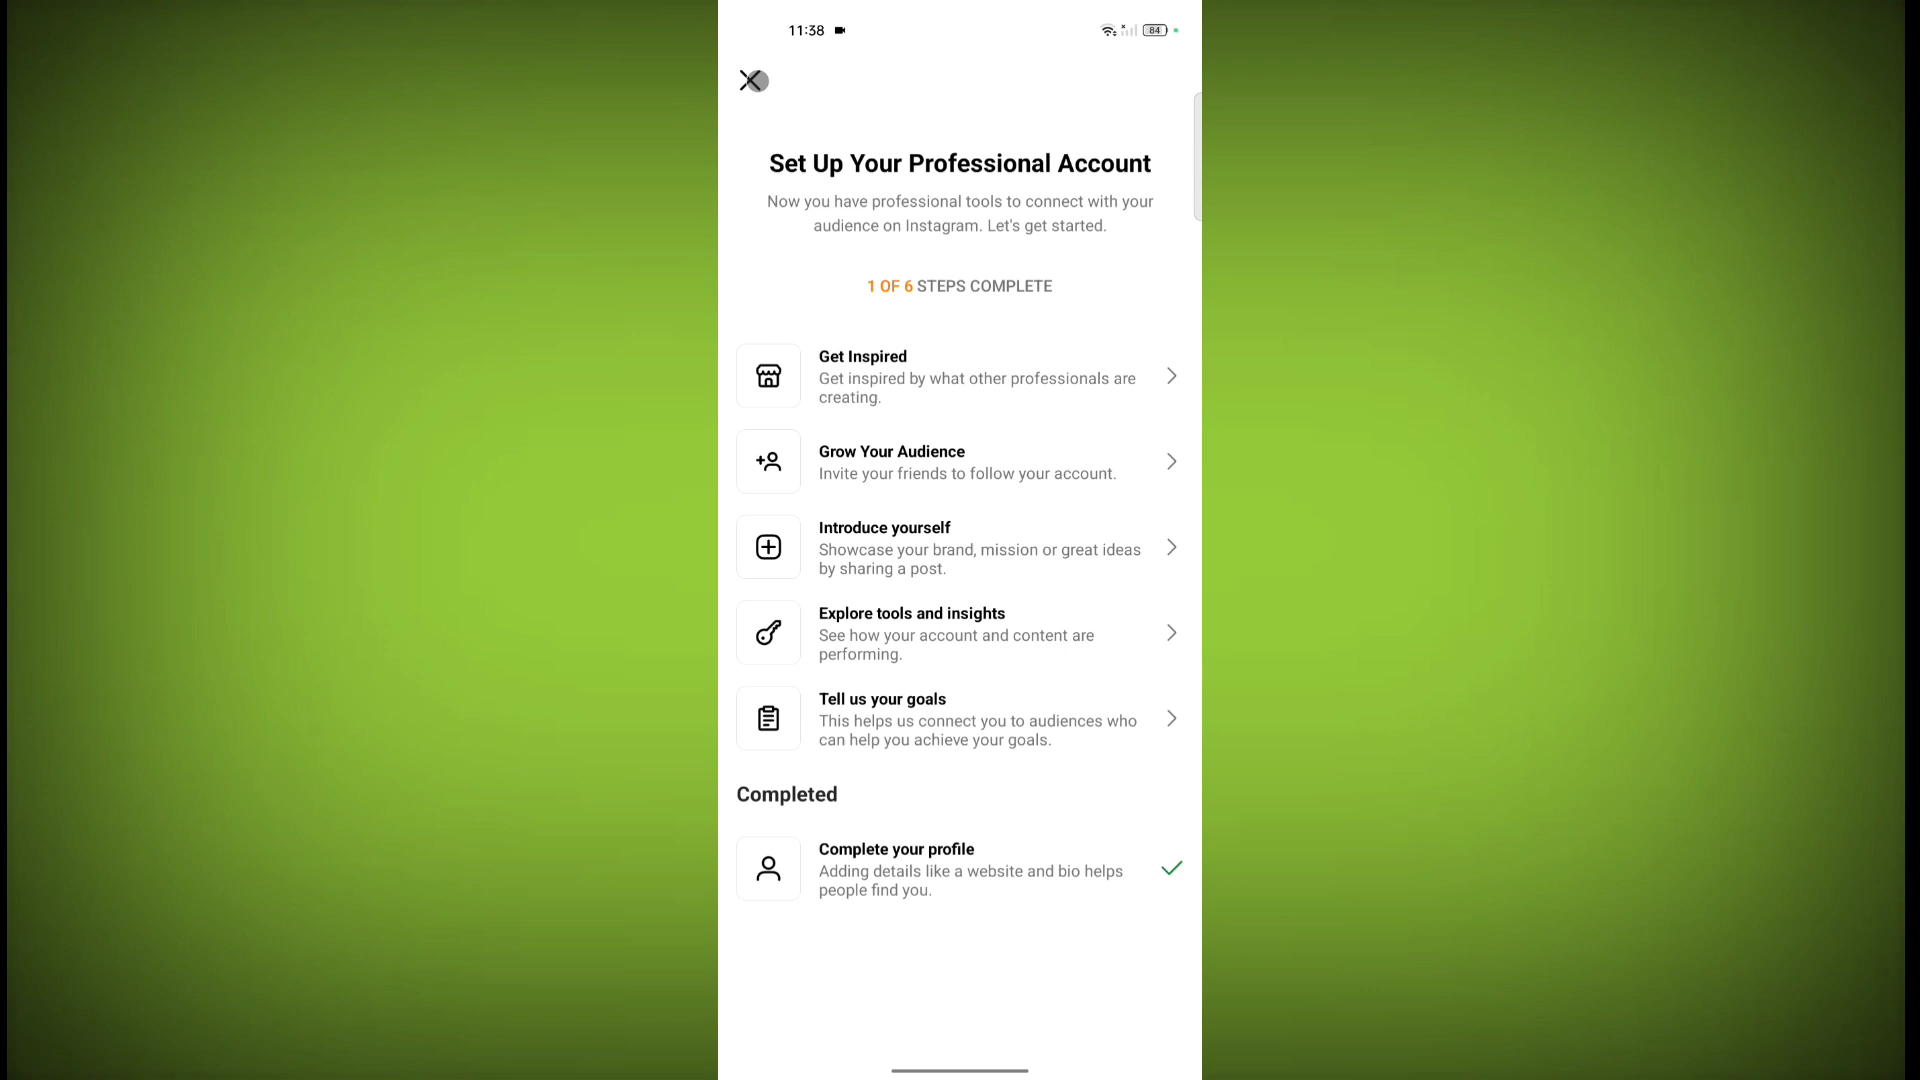 11:38
84
Set Up Your Professional Account
Now you have professional tools to connect with your
audience on Instagram. Let's get started.
1 OF 6 STEPS COMPLETE
Get Inspired
Get inspired by what other professionals are
creating.
Grow Your Audience
Invite your friends to follow your account.
Introduce yourself
Showcase your brand, mission or great ideas
by sharing a post.
Explore tools and insights
See how your account and content are
performing.
Tell us your goals
This helps us connect you to audiences who
can help you achieve your goals.
Completed
Complete your profile
Adding details like a website and bio helps
people find you.